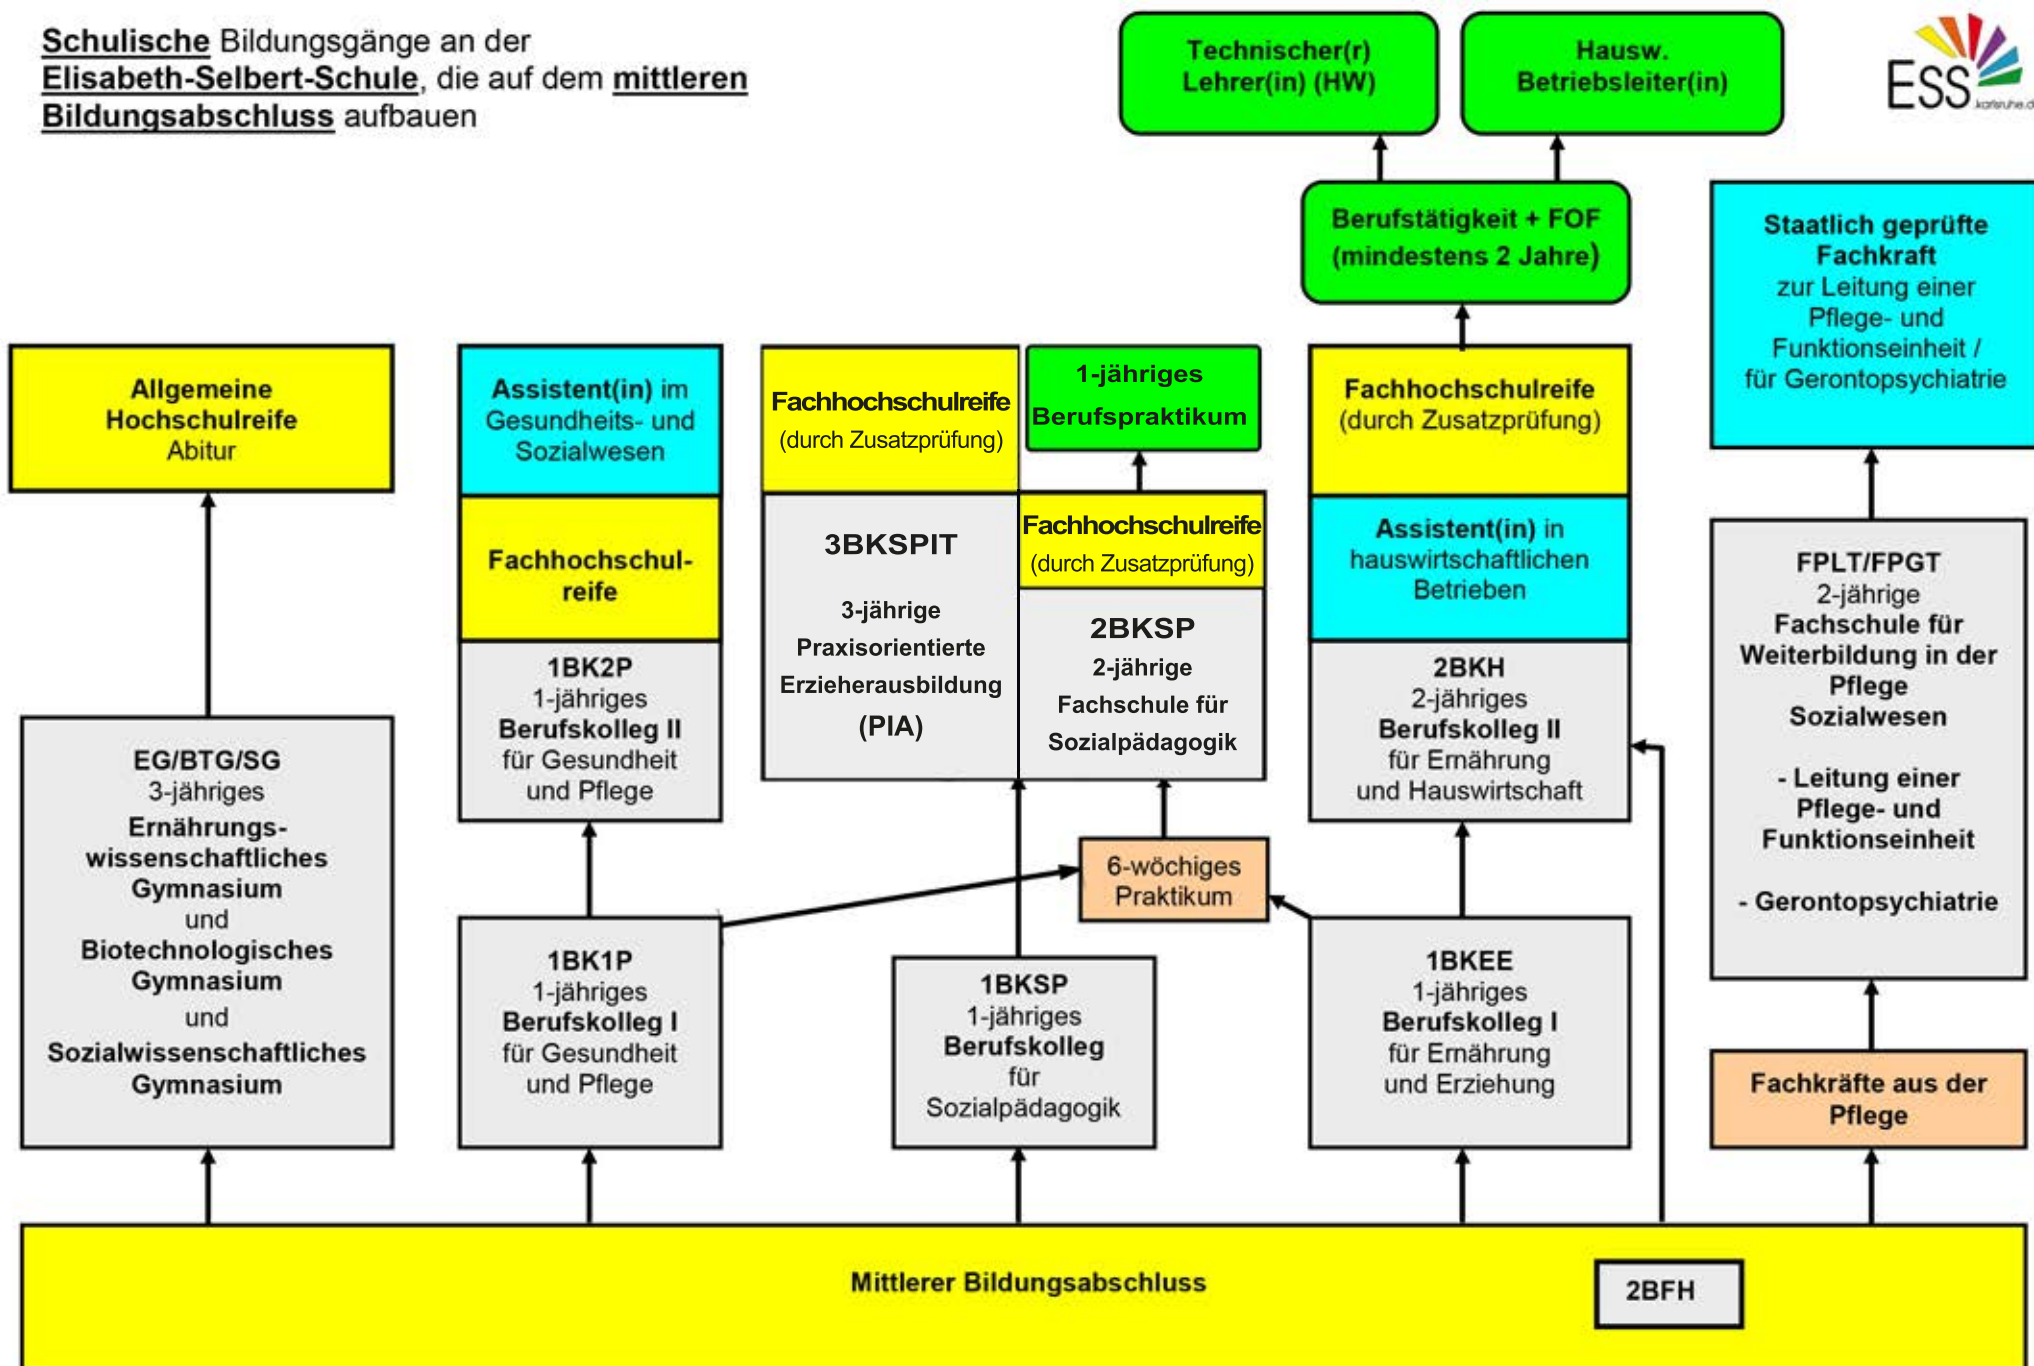 Schulische Bildungsgänge an der
Elisabeth-Selbert-Schule, die auf dem mittleren
Bildungsabschluss aufbauen
Technischer(r)
Lehrer(in) (HW)
Hausw.
Betriebsleiter(in)
ESS
.karlsruhe.d
Berufstätigkeit + FOF
(mindestens 2 Jahre)
Staatlich geprüfte
Fachkraft
zur Leitung einer
Pflege- und
Funktionseinheit /
für Gerontopsychiatrie
Allgemeine
Hochschulreife
Abitur
Assistent(in) im
Gesundheits- und
Sozialwesen
Fachhochschulreife
(durch Zusatzprüfung)
1-jähriges
Berufspraktikum
Fachhochschulreife
(durch Zusatzprüfung)
Fachhochschul-
reife
3BKSPIT
3-jährige
Praxisorientierte
Erzieherausbildung
(PIA)
Fachhochschulreife
(durch Zusatzprüfung)
2BKSP
2-jährige
Fachschule für
Sozialpädagogik
Assistent(in) in
hauswirtschaftlichen
Betrieben
FPLT/FPGT
2-jährige
Fachschule für
Weiterbildung in der
Pflege
Sozialwesen
- Leitung einer
Pflege- und
Funktionseinheit
- Gerontopsychiatrie
1BK2P
1-jähriges
Berufskolleg II
für Gesundheit
und Pflege
2BKH
2-jähriges
Berufskolleg II
für Ernährung
und Hauswirtschaft
EG/BTG/SG
3-jähriges
Ernährungs-
wissenschaftliches
Gymnasium
und
Biotechnologisches
Gymnasium
und
Sozialwissenschaftliches
Gymnasium
6-wöchiges
Praktikum
1BK1P
1-jähriges
Berufskolleg I
für Gesundheit
und Pflege
1BKSP
1-jähriges
Berufskolleg
für
Sozialpädagogik
1BKEE
1-jähriges
Berufskolleg I
für Ernährung
und Erziehung
Fachkräfte aus der
Pflege
Mittlerer Bildungsabschluss
2BFH